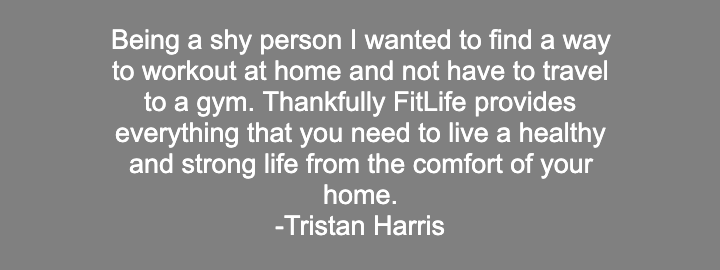 Being a shy person I wanted to find a way
to workout at home and not have to travel
to a gym. Thankfully FitLife provides
everything that you need to live a healthy
and strong life from the comfort of your
home.
-Tristan Harris